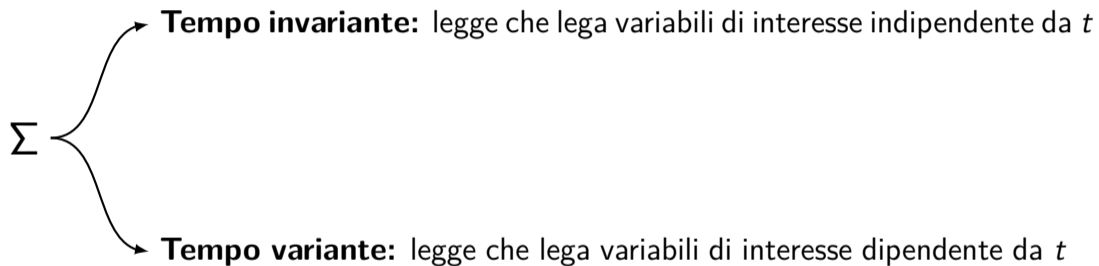 Tempo invariante: legge che lega variabili di interesse indipendente da t
Σ
Tempo variante: legge che lega variabili di interesse dipendente da t